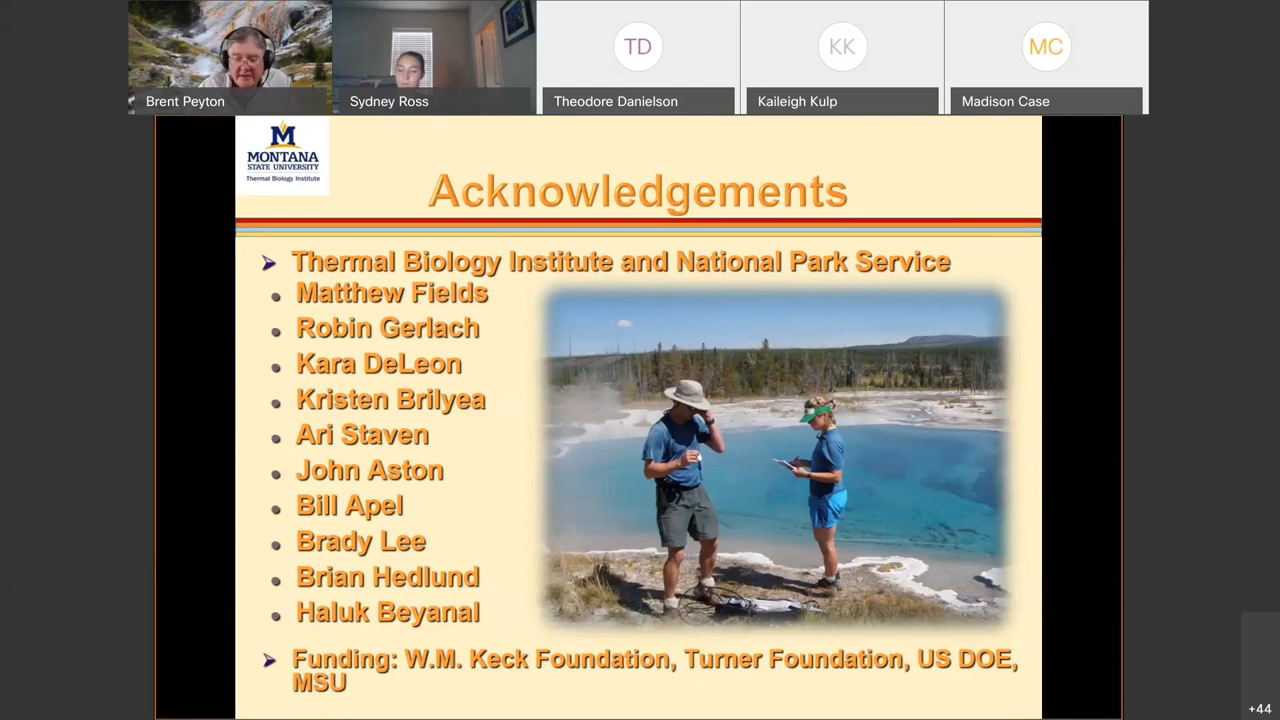 Brent Peyton
Sydney Ross
TD
Theodore Danielson
KK
Kaileigh Kulp
MC
Madison Case
M
MONTANA
STATE UNIVERSITY
Thermal Biology Institute
Acknowledgements
Thermal Biology Institute and National Park Service
Matthew Fields
Robin Gerlach
Kara DeLeon
Kristen Brilyea
Ari Staven
John Aston
Bill Apel
Brady Lee
Brian Hedlund
Haluk Beyanal
Funding: W.M. Keck Foundation, Turner Foundation, US DOE,
MSU
+44